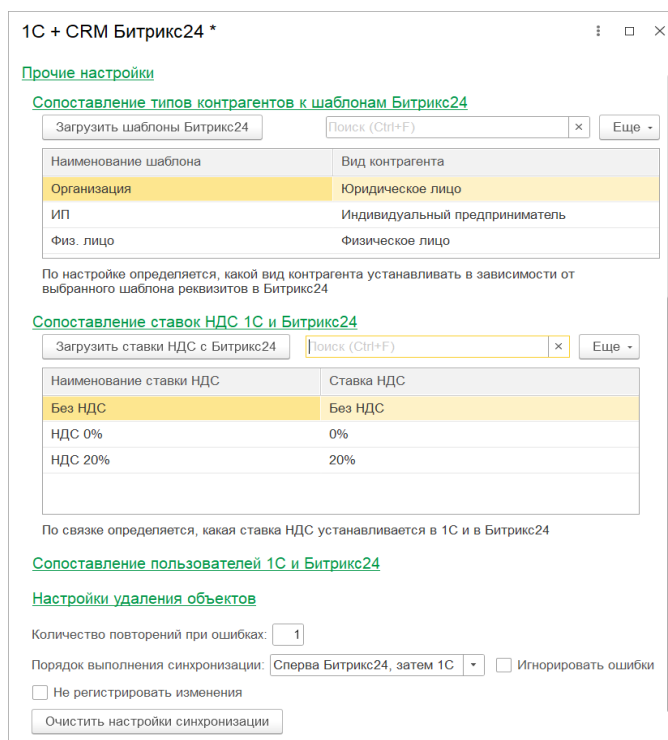 1С + CRM Битрикс24 *
Прочие настройки
Сопоставление типов контрагентов к шаблонам Битрикс24
Загрузить шаблоны Битрикс24 Поиск (Ctrl+F) × Еще
Наименование шаблона Вид контрагента
Организация Юридическое лицо
ИП Индивидуальный предприниматель
Физ. лицо Физическое лицо
По настройке определяется, какой вид контрагента устанавливать в зависимости от
выбранного шаблона реквизитов в Битрикс24
Сопоставление ставок НДС 1С и Битрикс24
Загрузить ставки НДС с Битрикс24 Поиск (Ctrl+F) × Еще
Наименование ставки НДС Ставка НДС
Без НДС Без НДС
НДС 0% 0%
НДС 20% 20%
По связке определяется, какая ставка НДС устанавливается в 1С и в Битрикс24
Сопоставление пользователей 1С и Битрикс24
Настройки удаления объектов
Количество повторений при ошибках: 1
Порядок выполнения синхронизации: Сперва Битрикс24, затем 1С Игнорировать ошибки
Не регистрировать изменения
Очистить настройки синхронизации